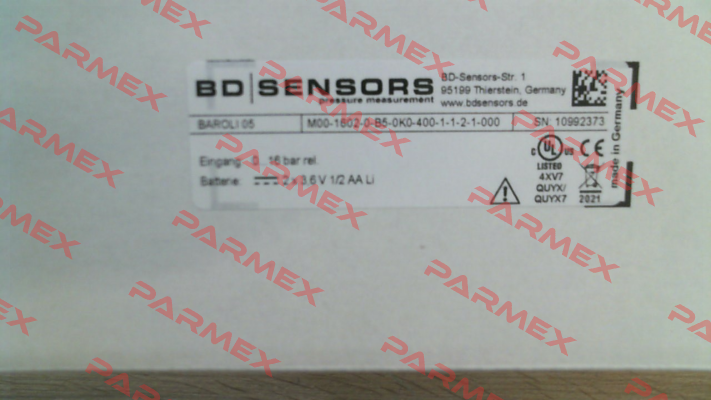 BD|SENSORS
pressure measurement
BD-Sensors-Str. 1
95199 Thierstein, Germany
www.bdsensors.de
BAROLI 05 M00-1602-0-B5-0K0-400-1-1-2-1-000 SN: 10992373
Eingang: 0...16 bar rel.
Batterie: 2 x 3,6 V 1/2 AA Li
c UL us CE
LISTED
4XV7
QUYX/
QUYX7
2021
made in Germany
PARMEX
PARMEX
PARMEX
PARMEX
PARMEX
PARMEX
PARMEX
PARMEX
PARMEX
PARMEX
PARMEX
PARMEX